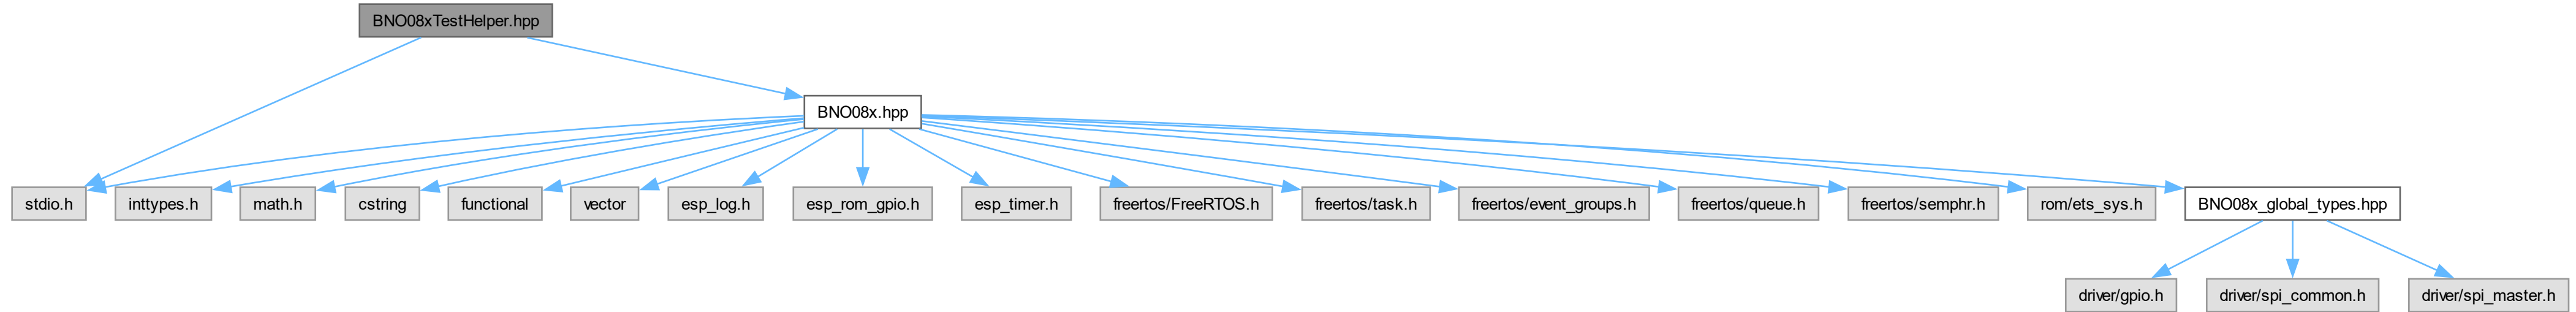 BNO08xTestHelper.hpp
BNO08x.hpp
stdio.h
inttypes.h
math.h
cstring
functional
vector
esp_log.h
esp_rom_gpio.h
esp_timer.h
freertos/FreeRTOS.h
freertos/task.h
freertos/event_groups.h
freertos/queue.h
freertos/semphr.h
rom/ets_sys.h
BNO08x_global_types.hpp
driver/gpio.h
driver/spi_common.h
driver/spi_master.h